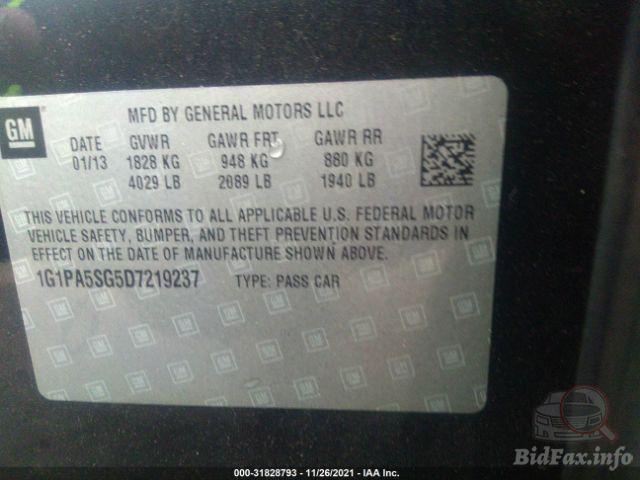 GM
MFD BY GENERAL MOTORS LLC
DATE GVWR GAWR FRT GAWR RR
01/13 1828 KG 948 KG 880 KG
4029 LB 2089 LB 1940 LB
THIS VEHICLE CONFORMS TO ALL APPLICABLE U.S. FEDERAL MOTOR
VEHICLE SAFETY, BUMPER, AND THEFT PREVENTION STANDARDS IN
EFFECT ON THE DATE OF MANUFACTURE SHOWN ABOVE.
1G1PA5SG5D7219237 TYPE: PASS CAR
000-31828793 - 11/26/2021 - IAA Inc.
BidFax.info